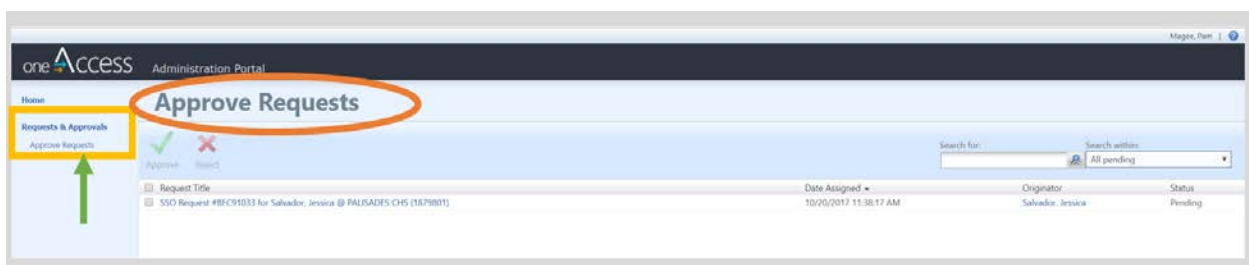 Magee, Pam | ?
one Access Administration Portal
Home
Approve Requests
Requests & Approvals
Approve Requests
Approve Reject
Search for:
Search within:
All pending
Request Title Date Assigned Originator Status
SSO Request #BFC91033 for Salvador, Jessica @ PALISADES CHS (1879801) 10/20/2017 11:38:17 AM Salvador, Jessica Pending